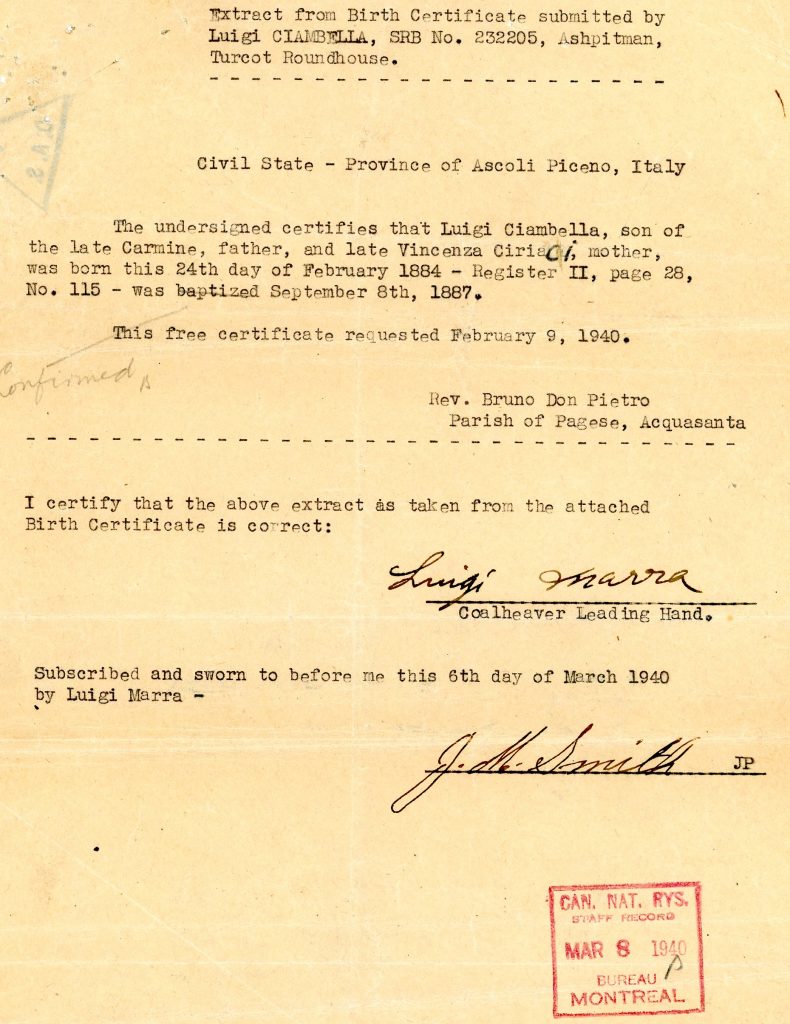 Extract from Birth Certificate submitted by
Luigi CIAMBELLA, SRB No. 232205, Ashpitman,
Turcot Roundhouse.
Civil State - Province of Ascoli Piceno, Italy
The undersigned certifies that Luigi Ciambella, son of
the late Carmine, father, and late Vincenza Ciriaci, mother,
was born this 24th day of February 1884 - Register II, page 28,
No. 115 - was baptized September 8th, 1887.
This free certificate requested February 9, 1940.
Confirmed
Rev. Bruno Don Pietro
Parish of Pagese, Acquasanta
I certify that the above extract as taken from the attached
Birth Certificate is correct:
Luigi Marra
Coalheaver Leading Hand.
Subscribed and sworn to before me this 6th day of March 1940
by Luigi Marra -
J. M. Smith JP
CAN. NAT. RYS.
STAFF RECORD
MAR 8 1940
BUREAU
MONTREAL